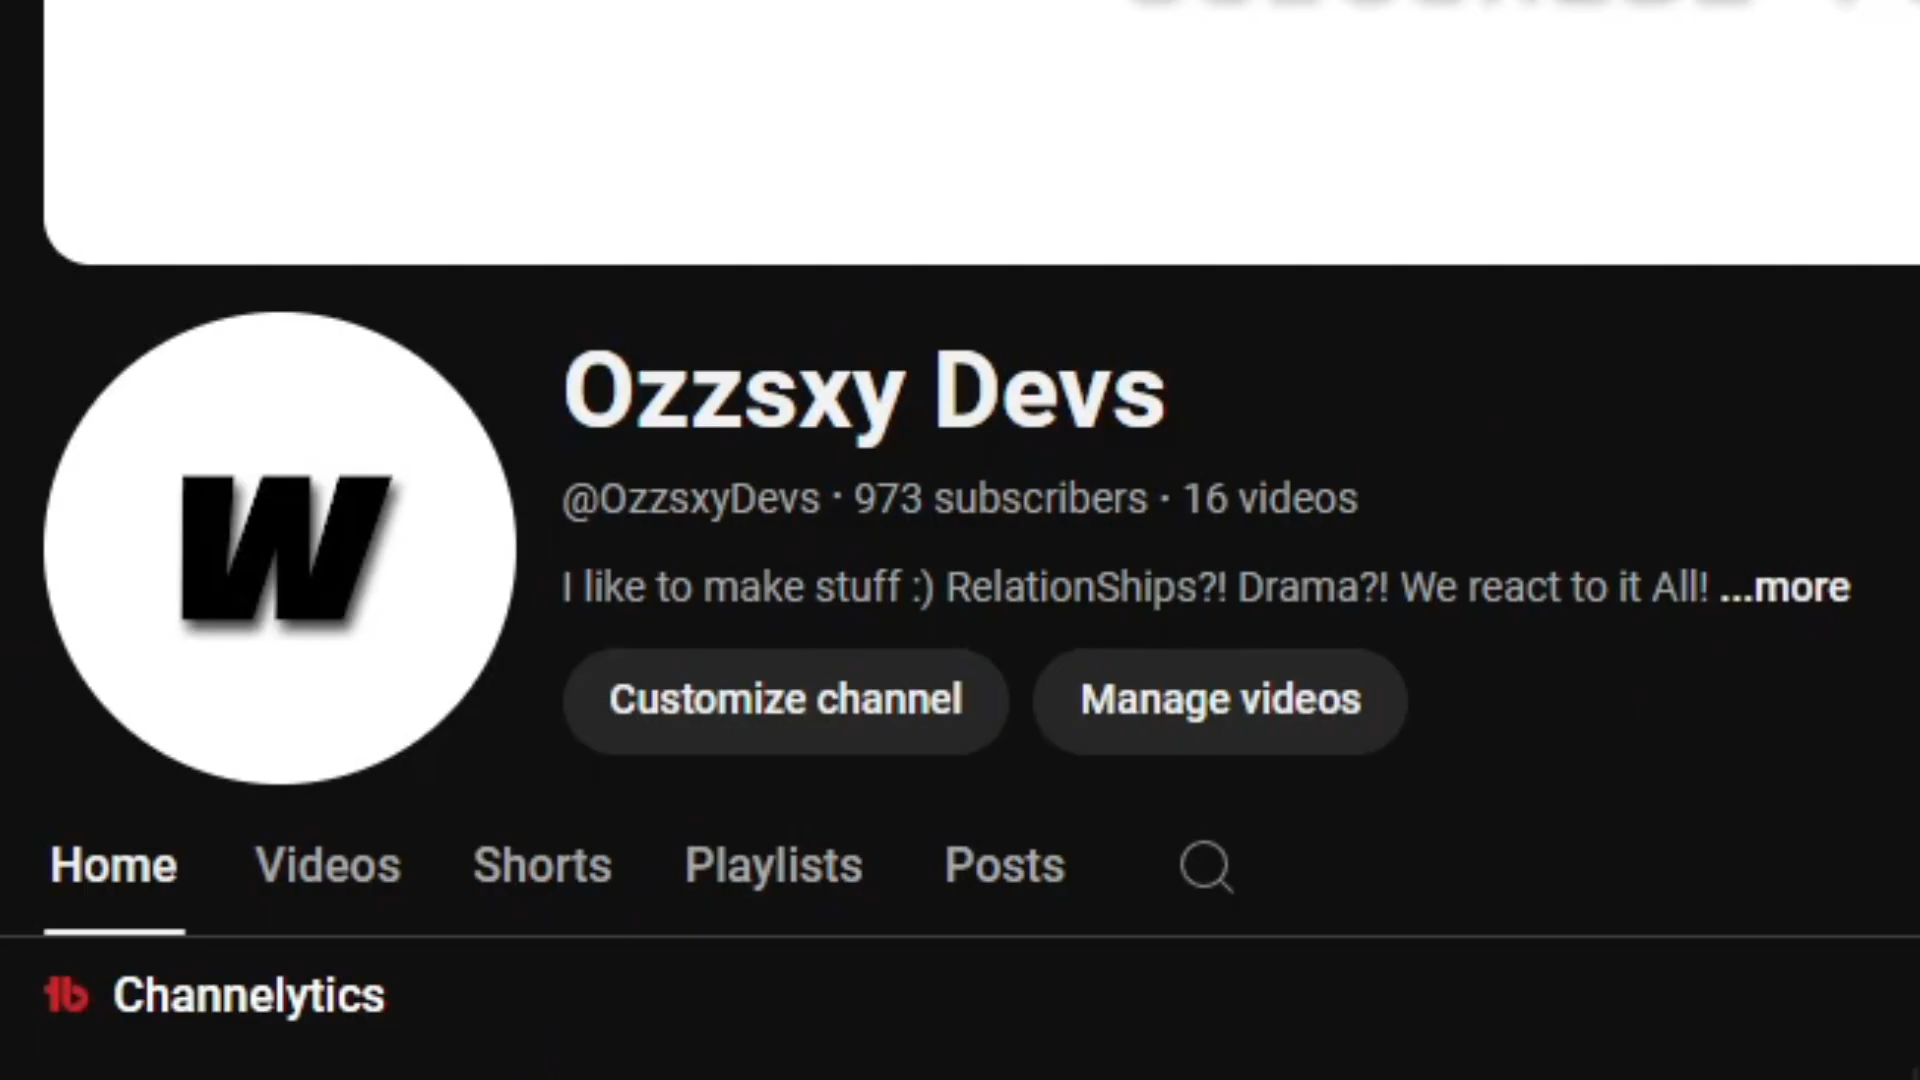 W
Ozzsxy Devs
@OzzsxyDevs · 973 subscribers · 16 videos
I like to make stuff :) RelationShips?! Drama?! We react to it All! ...more
Customize channel
Manage videos
Home Videos Shorts Playlists Posts
tb Channelytics